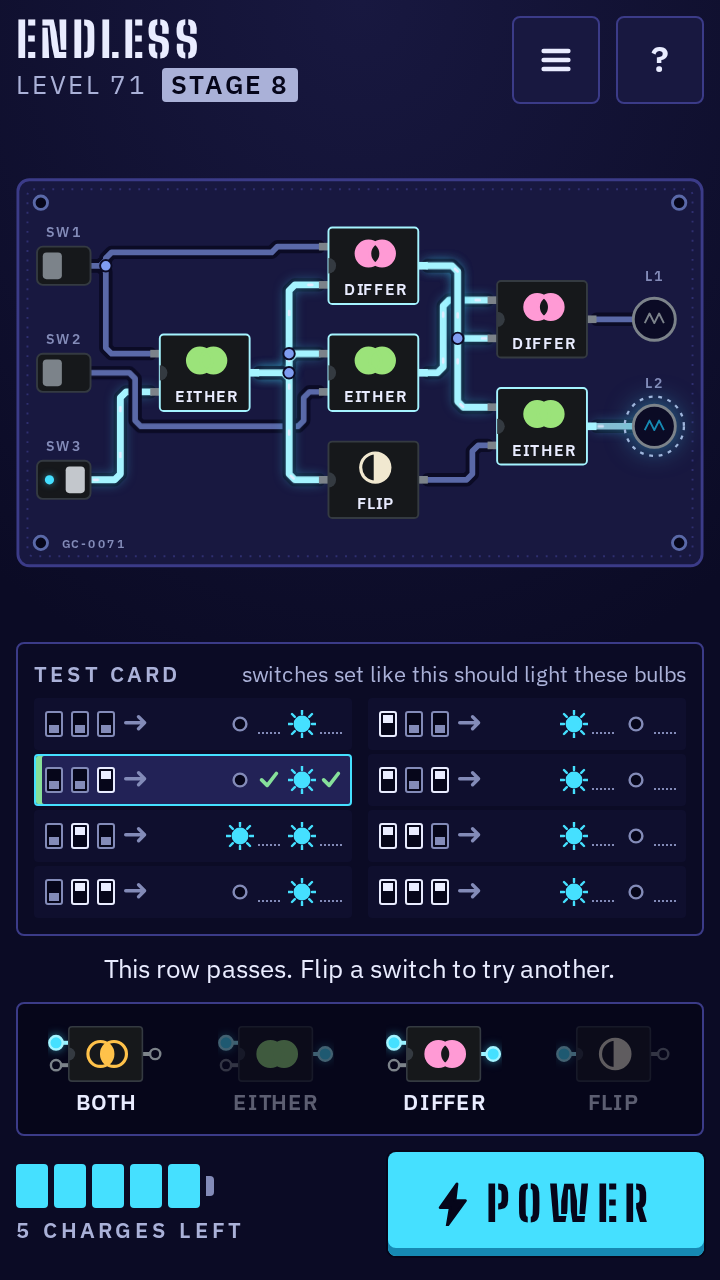 ENDLESS
LEVEL 71 STAGE 8
?
SW1
SW2
SW3
DIFFER
EITHER
EITHER
FLIP
DIFFER
EITHER
L1
L2
GC-0071
TEST CARD
switches set like this should light these bulbs
This row passes. Flip a switch to try another.
BOTH
EITHER
DIFFER
FLIP
5 CHARGES LEFT
POWER